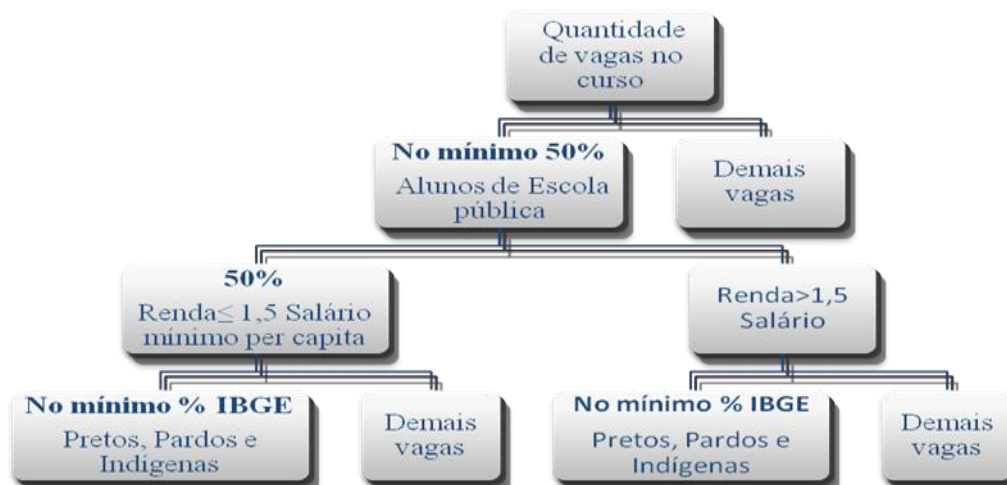 Quantidade
de vagas no
curso
No mínimo 50%
Alunos de Escola
pública
Demais
vagas
50%
Renda≤ 1,5 Salário
mínimo per capita
Renda>1,5
Salário
No mínimo % IBGE
Pretos, Pardos e
Indígenas
Demais
vagas
No mínimo % IBGE
Pretos, Pardos e
Indígenas
Demais
vagas